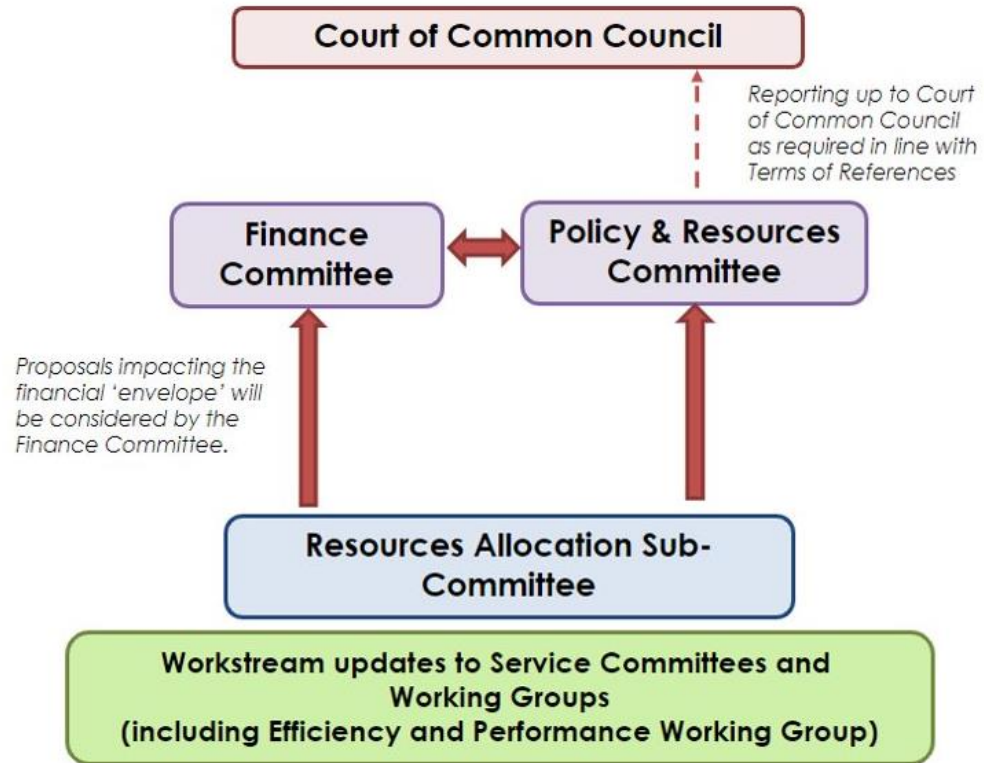 Court of Common Council
Reporting up to Court
of Common Council
as required in line with
Terms of References
Finance
Committee
Policy & Resources
Committee
Proposals impacting the
financial ‘envelope’ will
be considered by the
Finance Committee.
Resources Allocation Sub-
Committee
Workstream updates to Service Committees and
Working Groups
(including Efficiency and Performance Working Group)